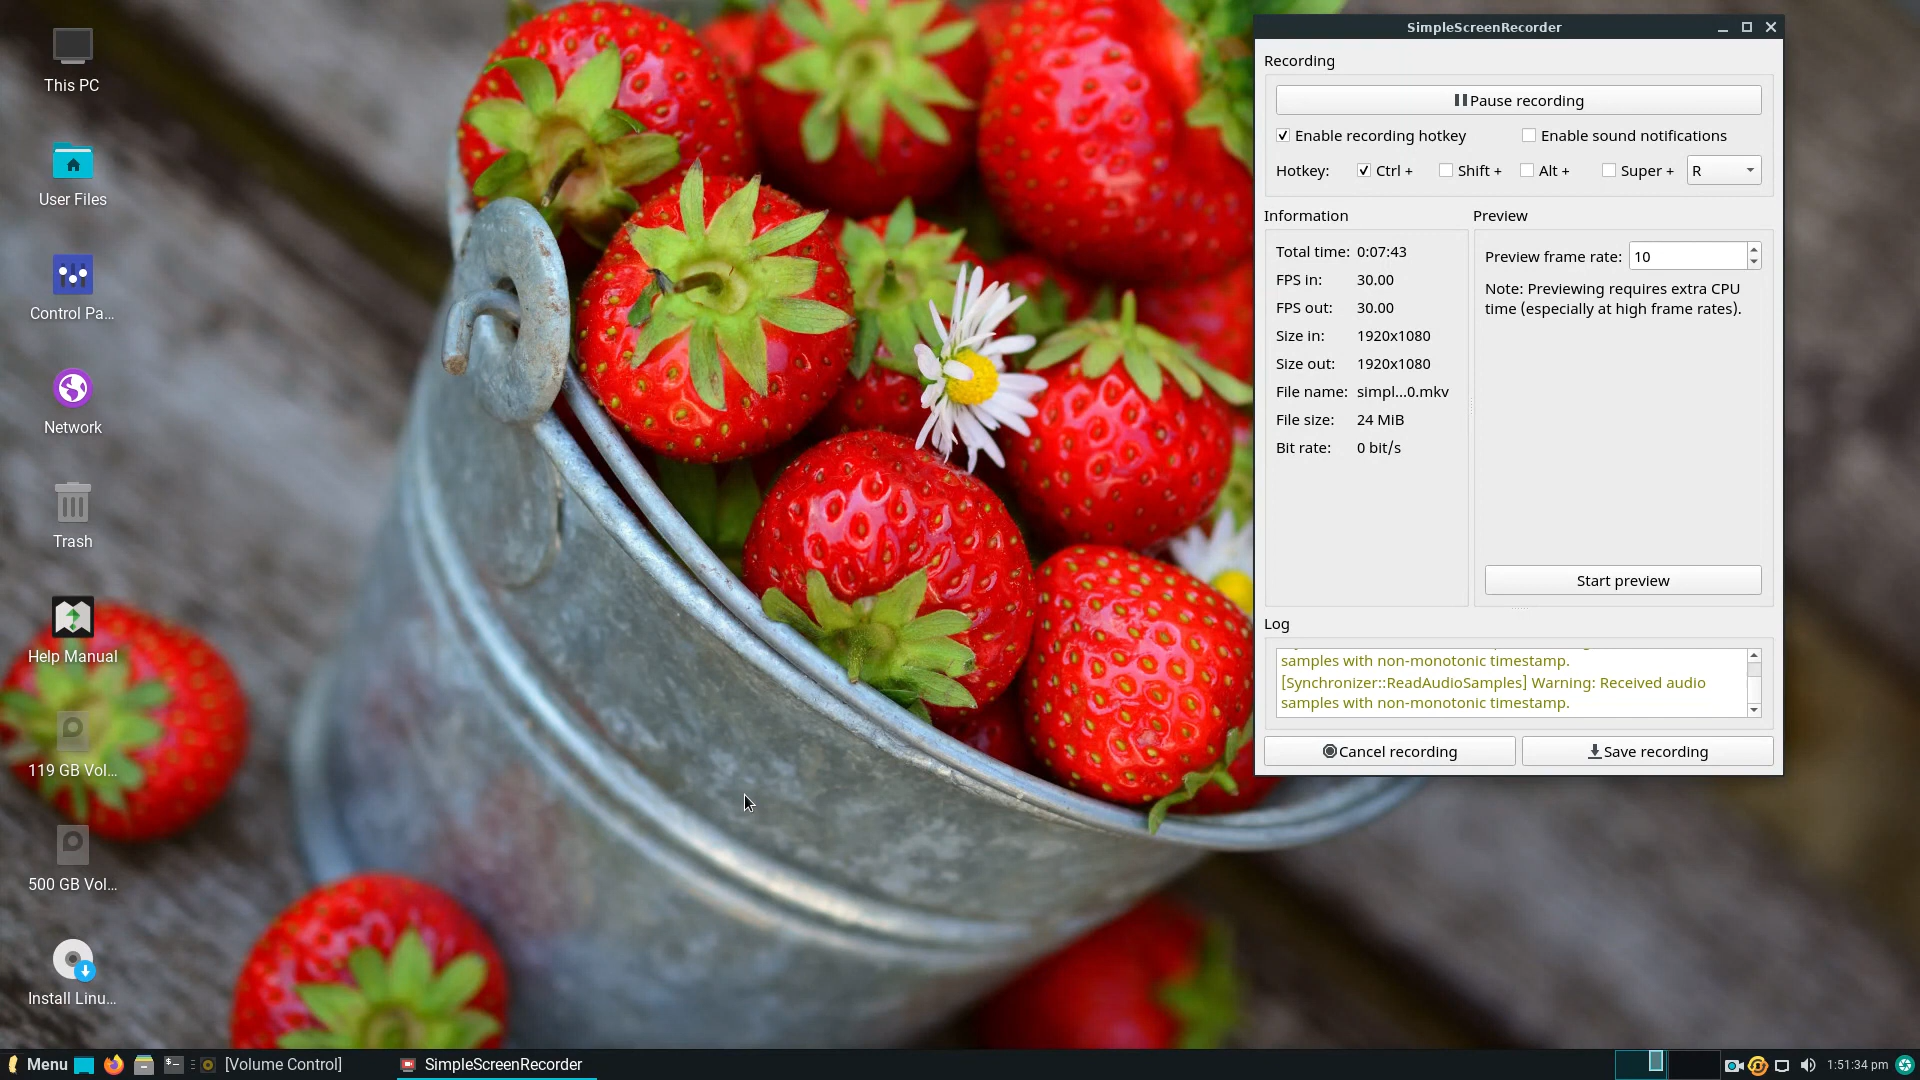 This PC
User Files
Control Pa...
Network
Trash
Help Manual
119 GB Vol...
500 GB Vol...
Install Linu...
SimpleScreenRecorder
Recording
Pause recording
Enable recording hotkey
Enable sound notifications
Hotkey: Ctrl + Shift + Alt + Super + R
Information
Total time: 0:07:43
FPS in: 30.00
FPS out: 30.00
Size in: 1920x1080
Size out: 1920x1080
File name: simpl...0.mkv
File size: 24 MiB
Bit rate: 0 bit/s
Preview
Preview frame rate: 10
Note: Previewing requires extra CPU
time (especially at high frame rates).
Start preview
Log
samples with non-monotonic timestamp.
[Synchronizer::ReadAudioSamples] Warning: Received audio
samples with non-monotonic timestamp.
Cancel recording
Save recording
Menu
[Volume Control]
SimpleScreenRecorder
1:51:34 pm